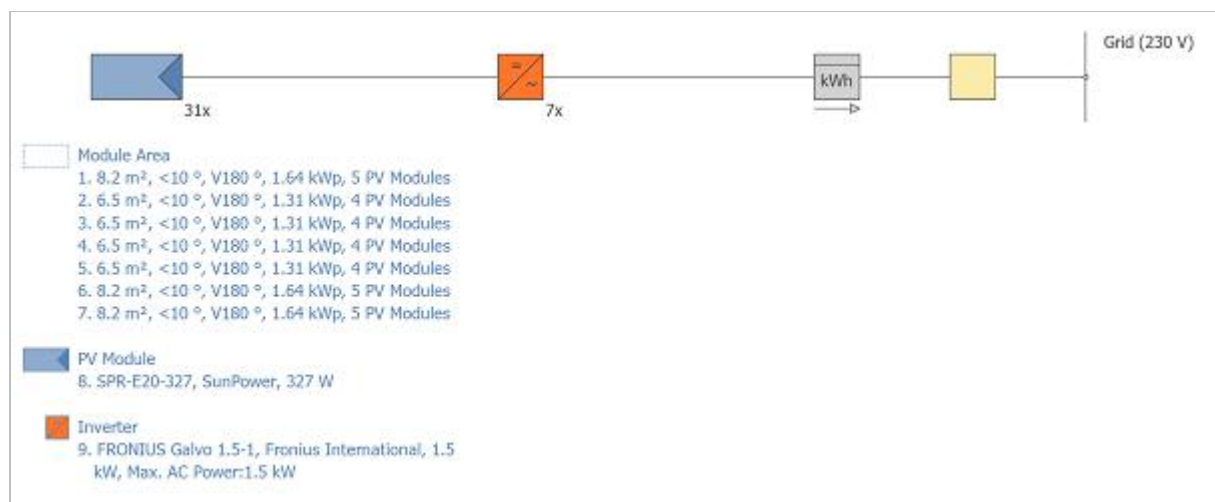 Grid (230 V)
=
~
kWh
31x
7x
Module Area
1. 8.2 m², <10 °, V180 °, 1.64 kWp, 5 PV Modules
2. 6.5 m², <10 °, V180 °, 1.31 kWp, 4 PV Modules
3. 6.5 m², <10 °, V180 °, 1.31 kWp, 4 PV Modules
4. 6.5 m², <10 °, V180 °, 1.31 kWp, 4 PV Modules
5. 6.5 m², <10 °, V180 °, 1.31 kWp, 4 PV Modules
6. 8.2 m², <10 °, V180 °, 1.64 kWp, 5 PV Modules
7. 8.2 m², <10 °, V180 °, 1.64 kWp, 5 PV Modules
PV Module
8. SPR-E20-327, SunPower, 327 W
Inverter
9. FRONIUS Galvo 1.5-1, Fronius International, 1.5
kW, Max. AC Power:1.5 kW